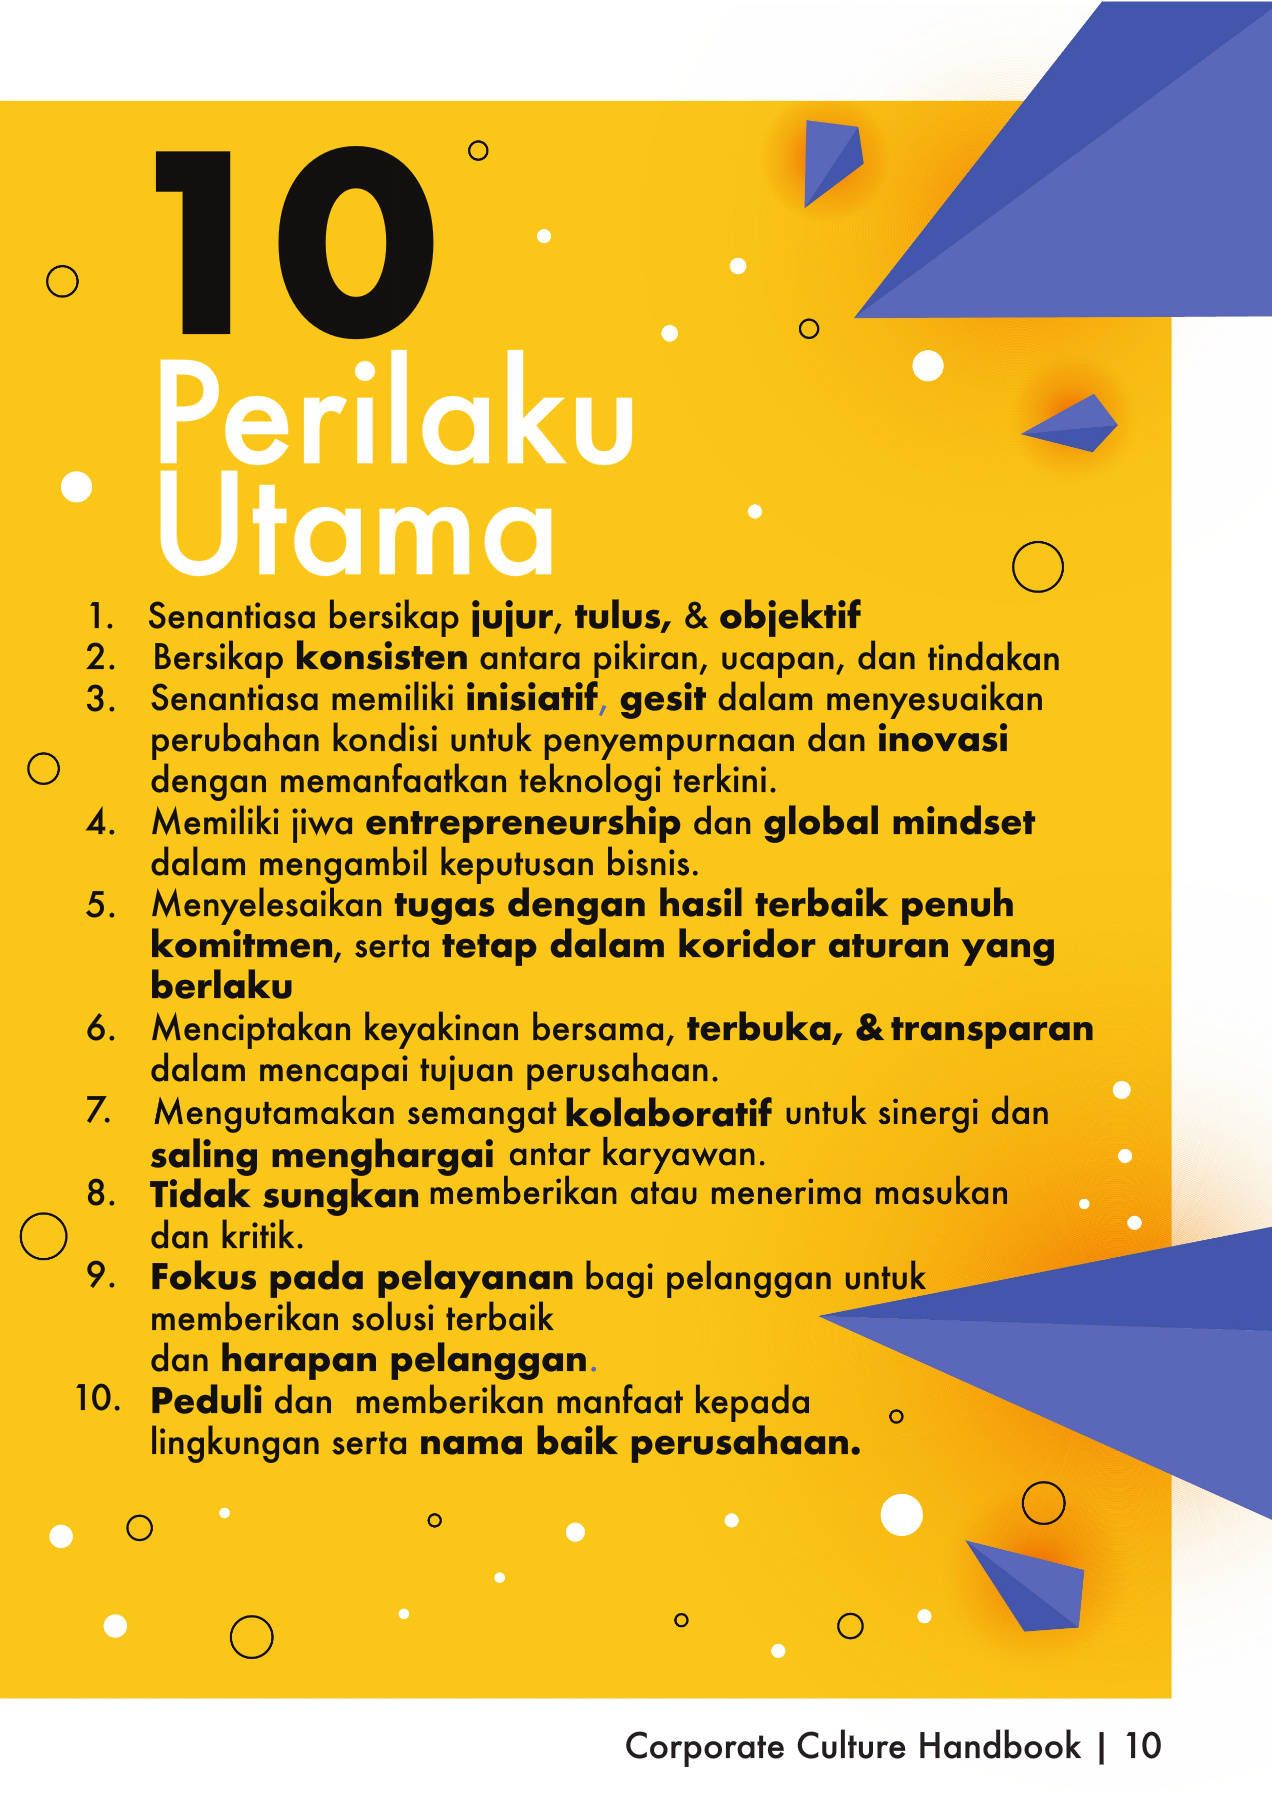 10
Perilaku
Utama
1. Senantiasa bersikap jujur, tulus, & objektif
2. Bersikap konsisten antara pikiran, ucapan, dan tindakan
3. Senantiasa memiliki inisiatif, gesit dalam menyesuaikan
perubahan kondisi untuk penyempurnaan dan inovasi
dengan memanfaatkan teknologi terkini.
4. Memiliki jiwa entrepreneurship dan global mindset
dalam mengambil keputusan bisnis.
5. Menyelesaikan tugas dengan hasil terbaik penuh
komitmen, serta tetap dalam koridor aturan yang
berlaku
6. Menciptakan keyakinan bersama, terbuka, & transparan
dalam mencapai tujuan perusahaan.
7. Mengutamakan semangat kolaboratif untuk sinergi dan
saling menghargai antar karyawan.
8. Tidak sungkan memberikan atau menerima masukan
dan kritik.
9. Fokus pada pelayanan bagi pelanggan untuk
memberikan solusi terbaik
dan harapan pelanggan.
10. Peduli dan memberikan manfaat kepada
lingkungan serta nama baik perusahaan.
Corporate Culture Handbook | 10